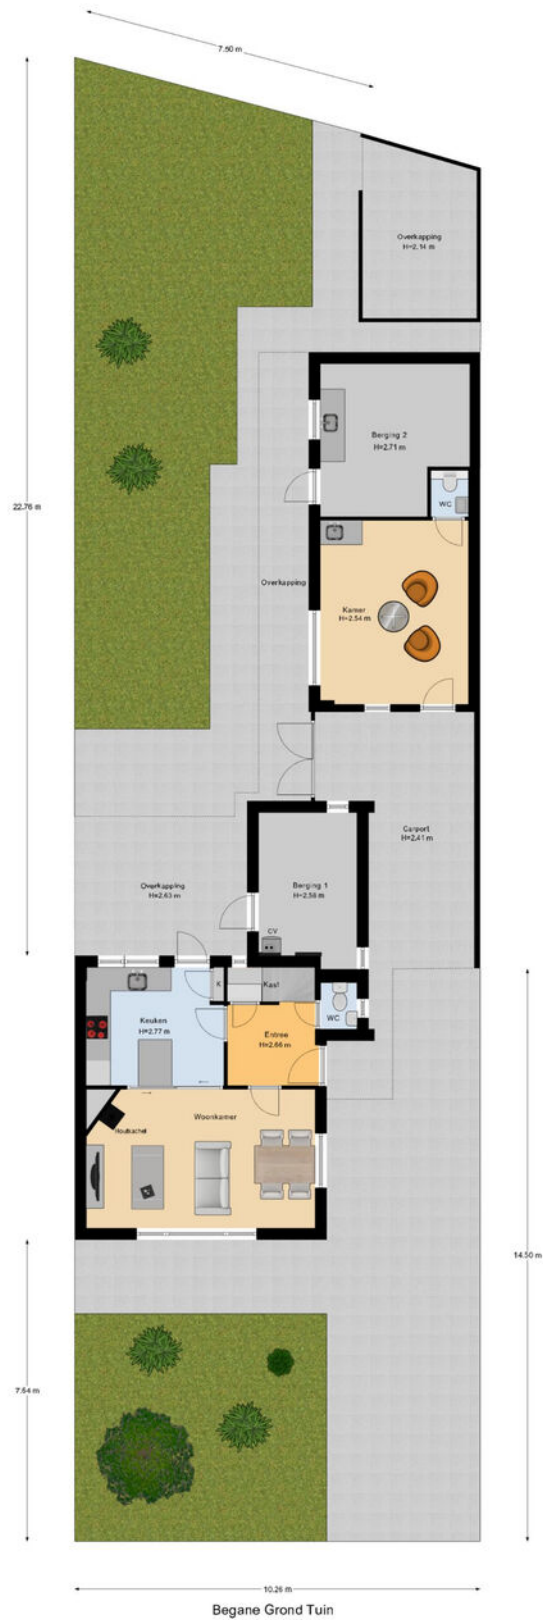 7.50 m
Overkapping
H=2.14 m
Berging 2
H=2.71 m
WC
22.76 m
Overkapping
Kamer
H=2.54 m
Carport
H=2.41 m
Overkapping
H=2.63 m
Berging 1
H=2.58 m
CV
K
Kast
Keuken
H=2.77 m
WC
Entree
H=2.66 m
Woonkamer
Houtkachel
14.50 m
7.64 m
10.26 m
Begane Grond Tuin